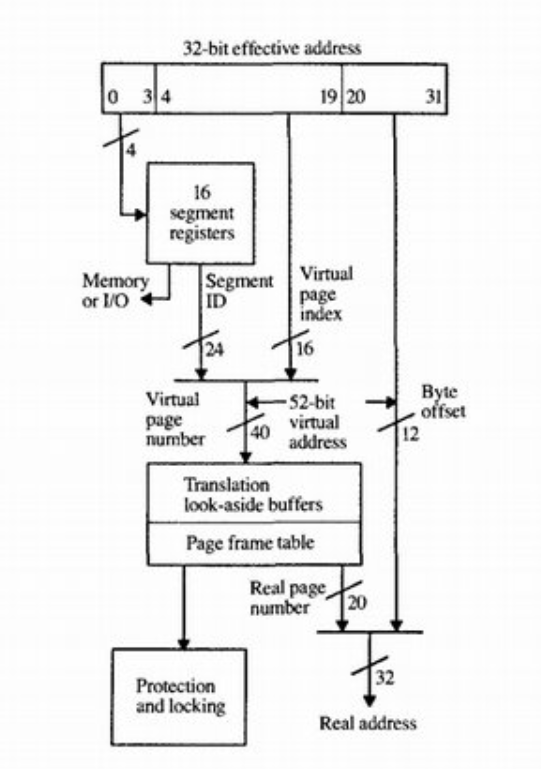 32-bit effective address
0 3 4 19 20 31
4
16
segment
registers
Memory
or I/O
Segment
ID
Virtual
page
index
24
16
Virtual
page
number
40
52-bit
virtual
address
Byte
offset
12
Translation
look-aside buffers
Page frame table
Real page
number
20
Protection
and locking
32
Real address